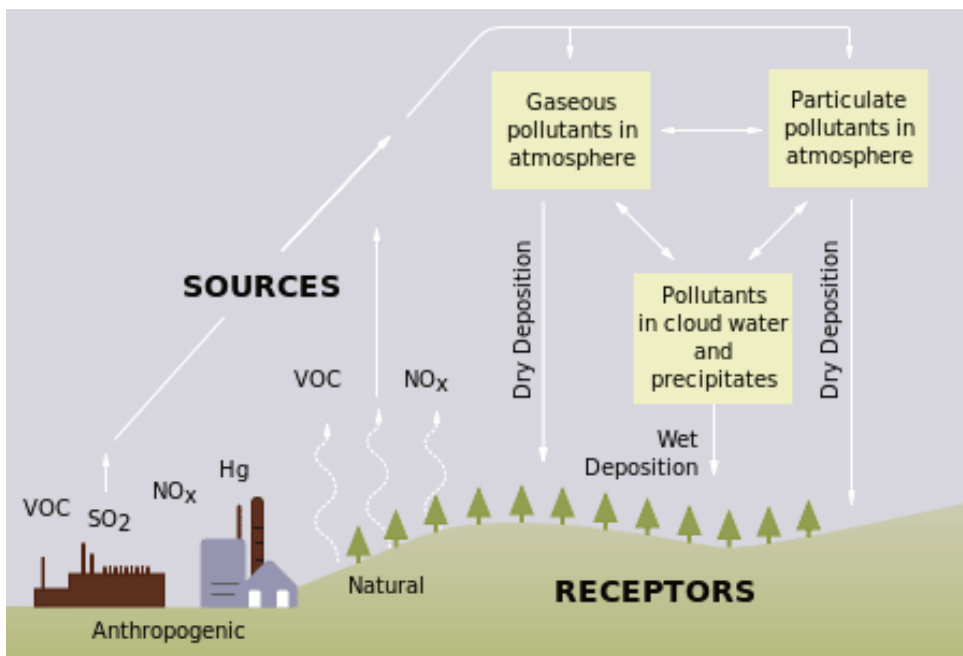 Gaseous
pollutants in
atmosphere
Particulate
pollutants in
atmosphere
Dry Deposition
Dry Deposition
SOURCES
Pollutants
in cloud water
and
precipitates
VOC
NOx
Wet
Deposition
Hg
NOx
VOC
SO2
Natural
RECEPTORS
Anthropogenic